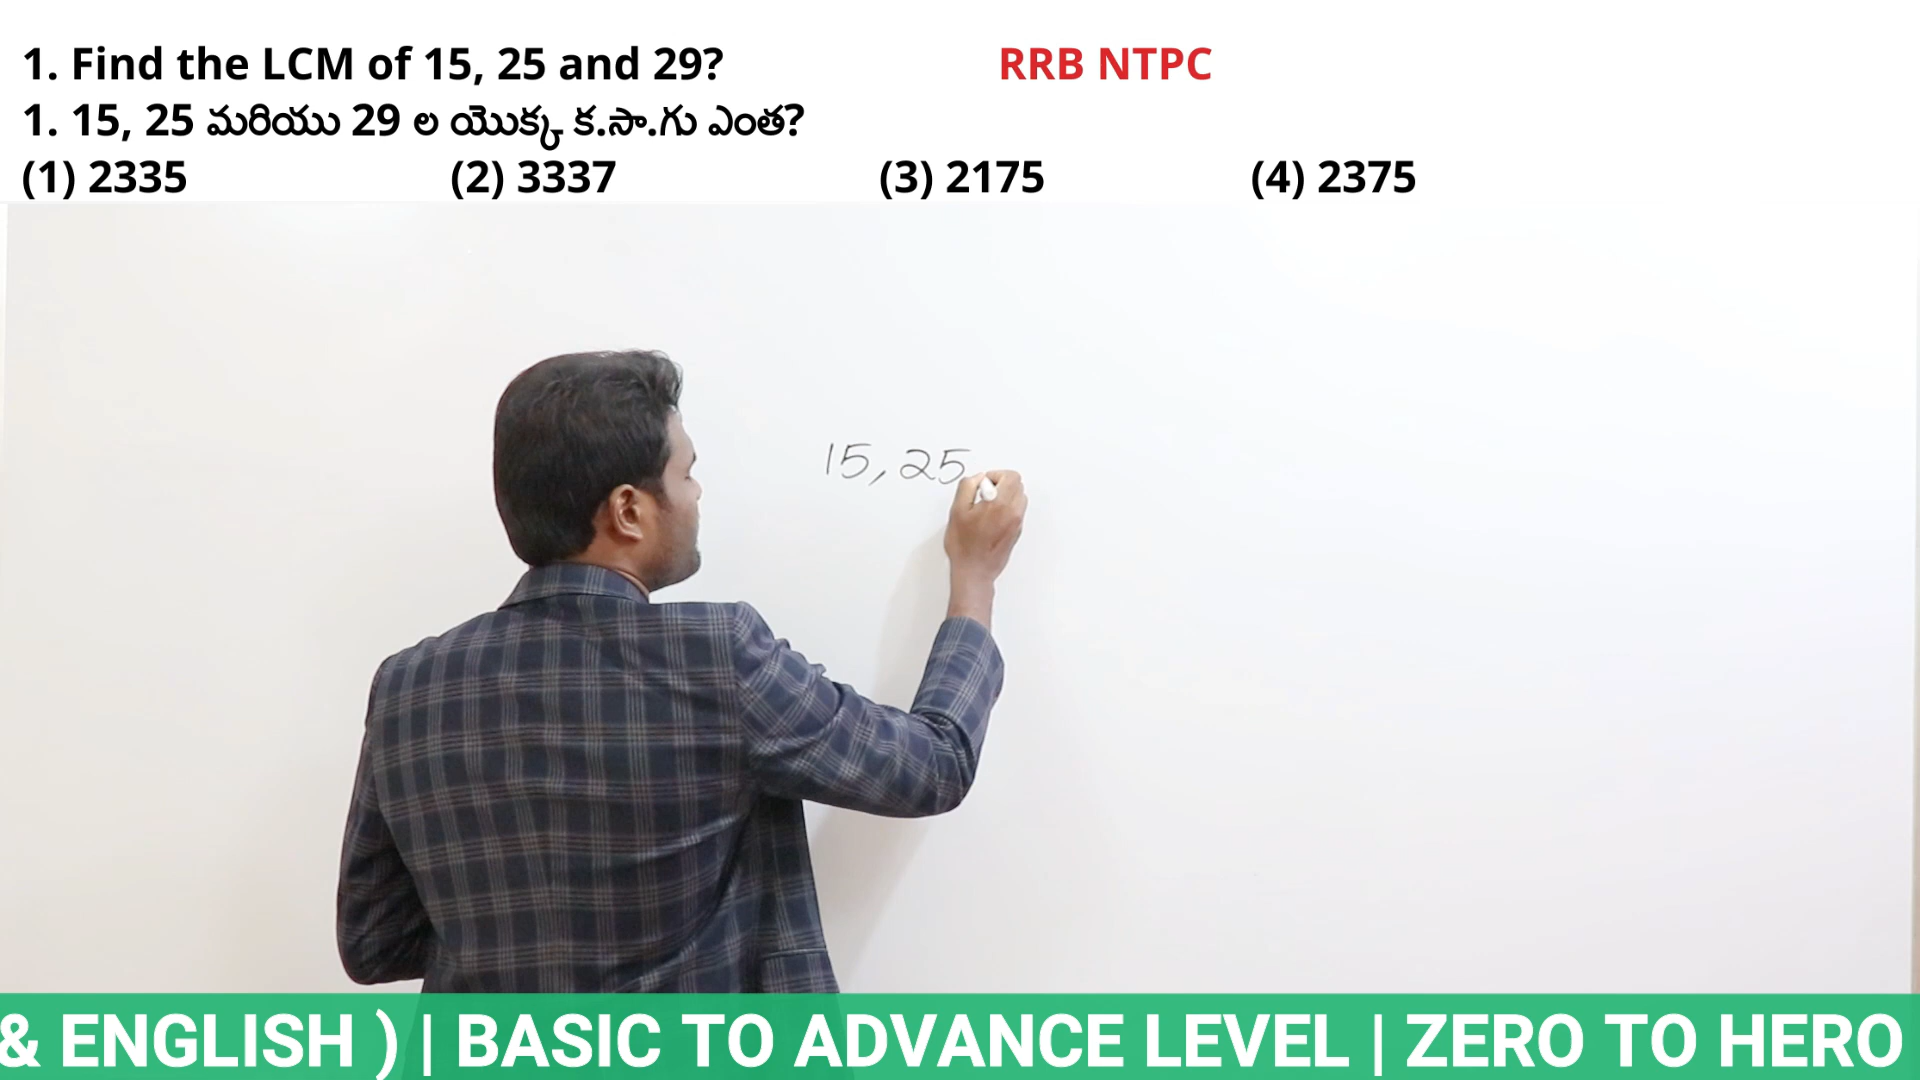 1. Find the LCM of 15, 25 and 29?
RRB NTPC
1. 15, 25 మరియు 29 ల యొక్క క.సా.గు ఎంత?
(1) 2335 (2) 3337 (3) 2175 (4) 2375
15, 25
& ENGLISH ) | BASIC TO ADVANCE LEVEL | ZERO TO HERO